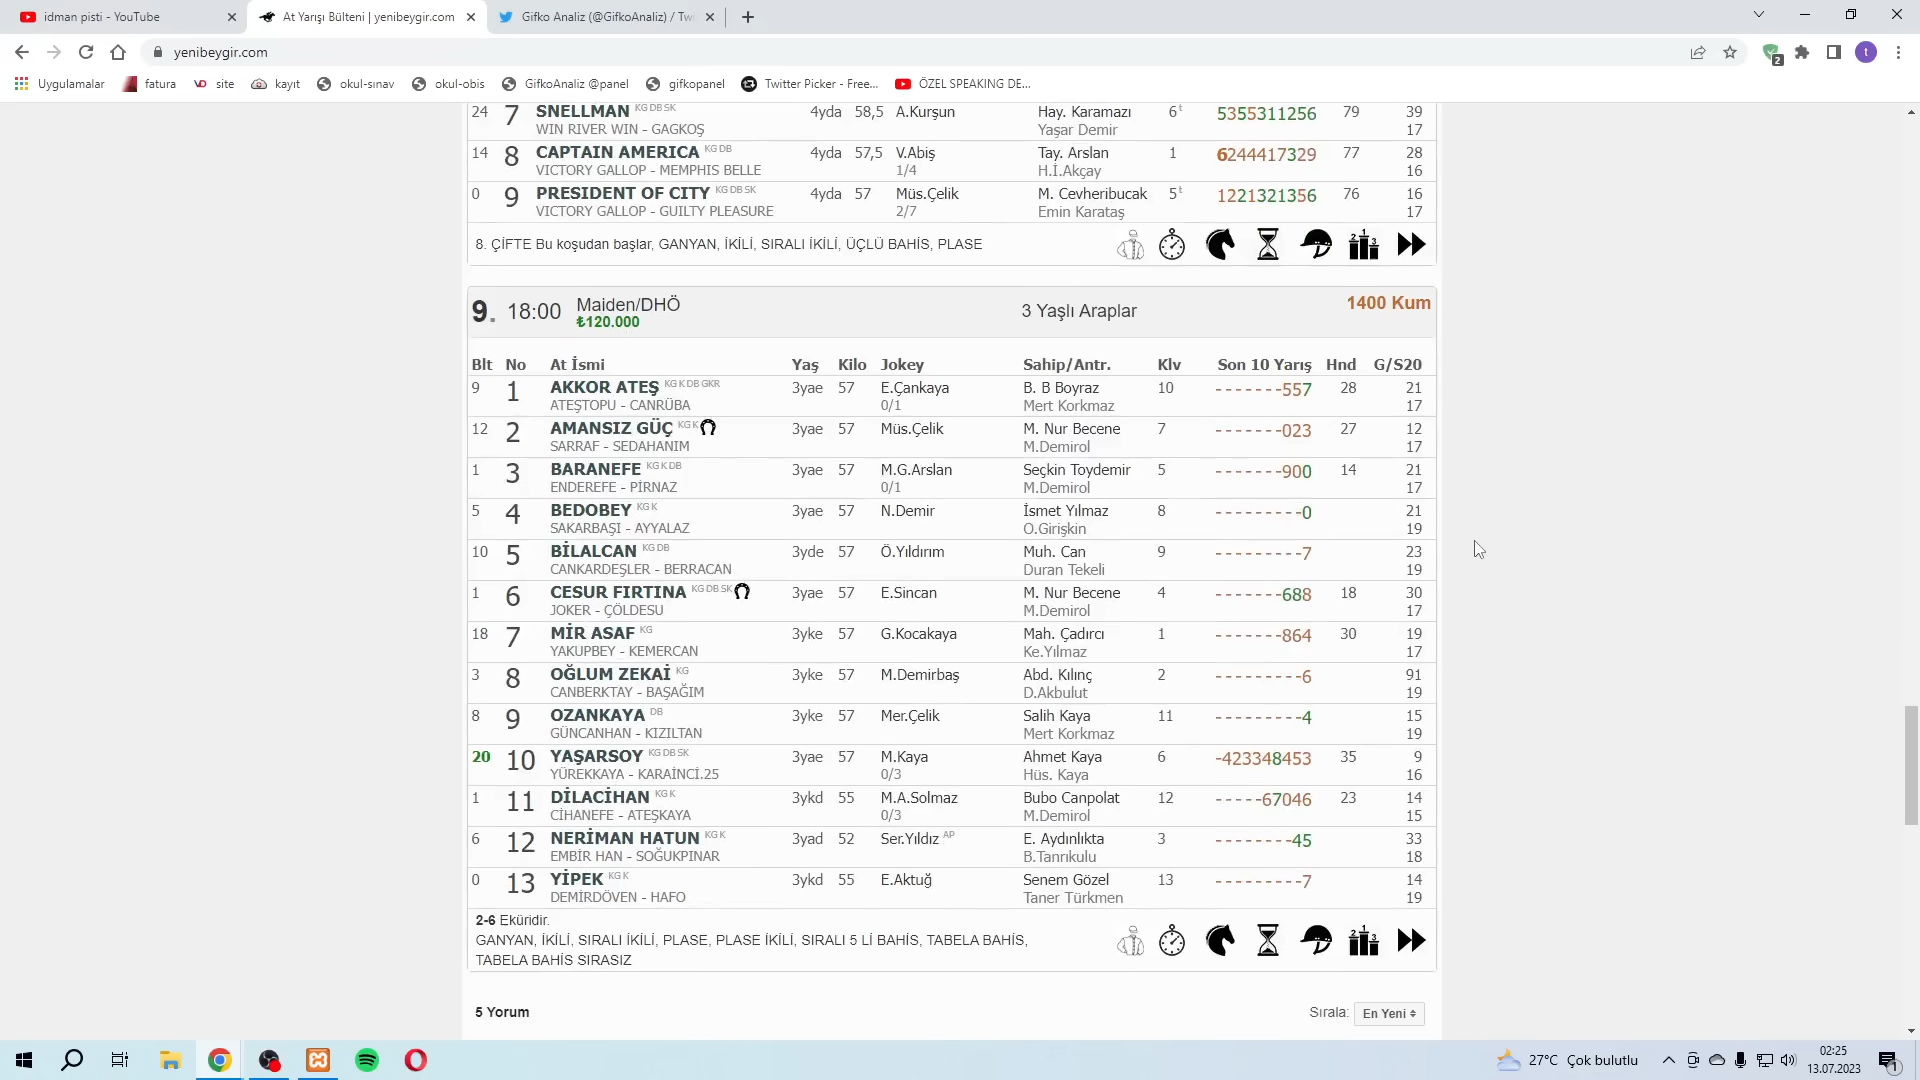 idman pisti - YouTube
At Yarışı Bülteni | yenibeygir.com
Gifko Analiz (@GifkoAnaliz) / Twi
yenibeygir.com
2
t
Uygulamalar
fatura
VD site
kayıt
okul-sınav
okul-obis
GifkoAnaliz @panel
gifkopanel
Twitter Picker - Free...
ÖZEL SPEAKING DE...
24 7 SNELLMAN KG DB SK 4yda 58,5 A.Kurşun Hay. Karamazı 6t 5355311256 79 39
WIN RIVER WIN - GAGKOŞ Yaşar Demir 17
14 8 CAPTAIN AMERICA KG DB 4yda 57,5 V.Abiş Tay. Arslan 1 6244417329 77 28
VICTORY GALLOP - MEMPHIS BELLE 1/4 H.İ.Akçay 16
0 9 PRESIDENT OF CITY KG DB SK 4yda 57 Müs.Çelik M. Cevheribucak 5t 1221321356 76 16
VICTORY GALLOP - GUILTY PLEASURE 2/7 Emin Karataş 17
8. ÇİFTE Bu koşudan başlar, GANYAN, İKİLİ, SIRALI İKİLİ, ÜÇLÜ BAHİS, PLASE
9. 18:00 Maiden/DHÖ 3 Yaşlı Araplar 1400 Kum
₺120.000
Blt No At İsmi Yaş Kilo Jokey Sahip/Antr. Klv Son 10 Yarış Hnd G/S20
9 1 AKKOR ATEŞ KG K DB GKR 3yae 57 E.Çankaya B. B Boyraz 10 -------557 28 21
ATEŞTOPU - CANRÜBA 0/1 Mert Korkmaz 17
12 2 AMANSIZ GÜÇ KG K 3yae 57 Müs.Çelik M. Nur Becene 7 -------023 27 12
SARRAF - SEDAHANIM M.Demirol 17
1 3 BARANEFE KG K DB 3yae 57 M.G.Arslan Seçkin Toydemir 5 -------900 14 21
ENDEREFE - PİRNAZ 0/1 M.Demirol 17
5 4 BEDOBEY KG K 3yae 57 N.Demir İsmet Yılmaz 8 ---------0 21
SAKARBAŞI - AYYALAZ O.Girişkin 19
10 5 BİLALCAN KG DB 3yde 57 Ö.Yıldırım Muh. Can 9 ---------7 23
CANKARDEŞLER - BERRACAN Duran Tekeli 19
1 6 CESUR FIRTINA KG DB SK 3yae 57 E.Sincan M. Nur Becene 4 -------688 18 30
JOKER - ÇÖLDESU M.Demirol 17
18 7 MİR ASAF KG 3yke 57 G.Kocakaya Mah. Çadırcı 1 -------864 30 19
YAKUPBEY - KEMERCAN Ke.Yılmaz 17
3 8 OĞLUM ZEKAİ KG 3yke 57 M.Demirbaş Abd. Kılınç 2 ---------6 91
CANBERKTAY - BAŞAĞIM D.Akbulut 19
8 9 OZANKAYA DB 3yke 57 Mer.Çelik Salih Kaya 11 ---------4 15
GÜNCANHAN - KIZILTAN Mert Korkmaz 19
20 10 YAŞARSOY KG DB SK 3yae 57 M.Kaya Ahmet Kaya 6 -423348453 35 9
YÜREKKAYA - KARAİNCİ.25 0/3 Hüs. Kaya 16
1 11 DİLACİHAN KG K 3ykd 55 M.A.Solmaz Bubo Canpolat 12 -----67046 23 14
CİHANEFE - ATEŞKAYA 0/3 M.Demirol 15
6 12 NERİMAN HATUN KG K 3yad 52 Ser.Yıldız AP E. Aydınlıkta 3 --------45 33
EMBİR HAN - SOĞUKPINAR B.Tanrıkulu 18
0 13 YİPEK KG K 3ykd 55 E.Aktuğ Senem Gözel 13 ---------7 14
DEMİRDÖVEN - HAFO Taner Türkmen 19
2-6 Eküridir.
GANYAN, İKİLİ, SIRALI İKİLİ, PLASE, PLASE İKİLİ, SIRALI 5 Lİ BAHİS, TABELA BAHİS,
TABELA BAHİS SIRASIZ
5 Yorum
Sırala: En Yeni
27°C Çok bulutlu
02:25
13.07.2023
1